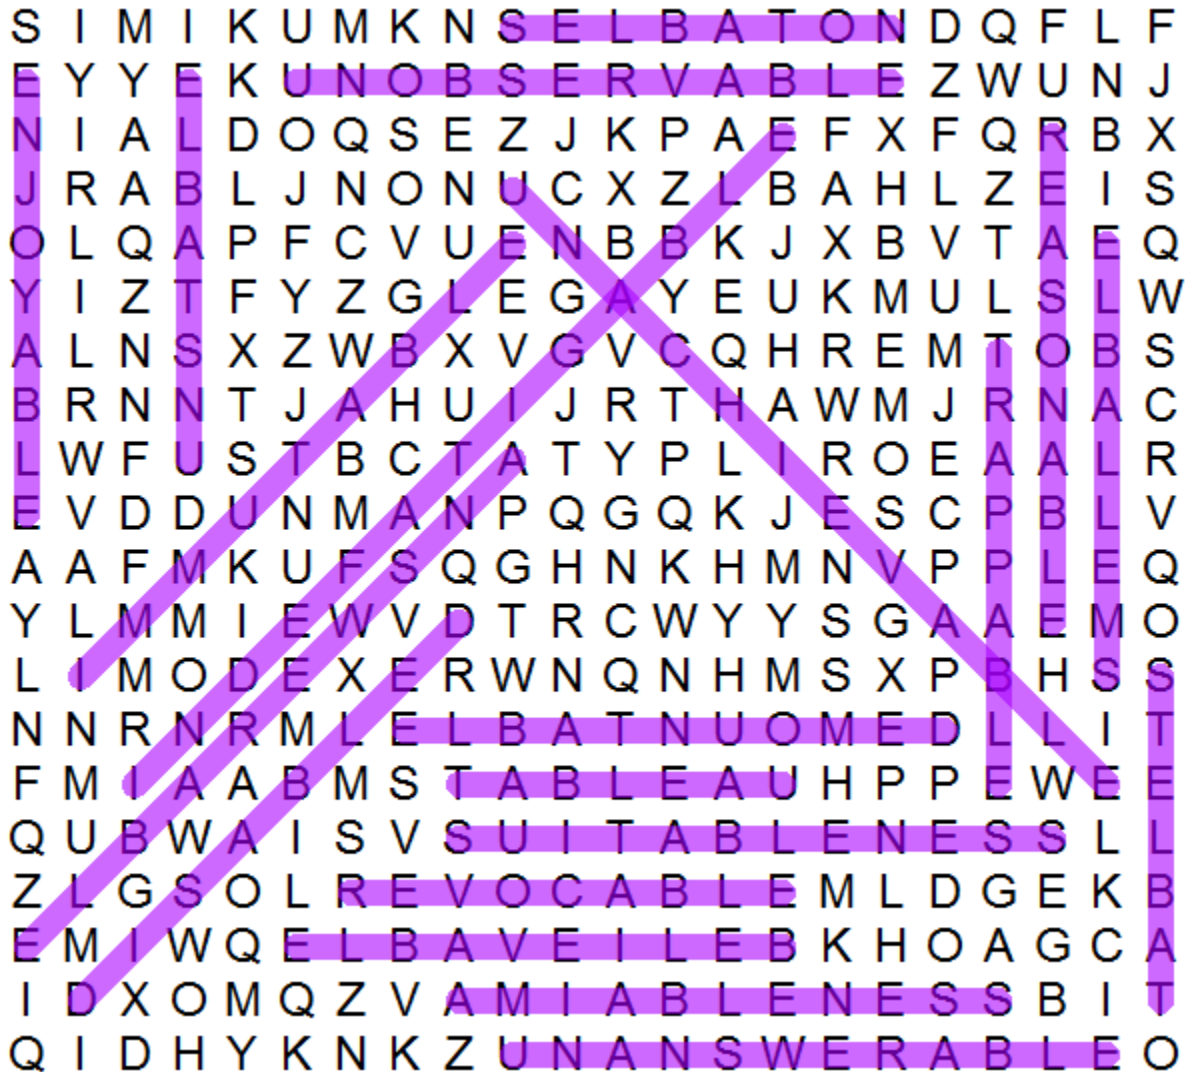 S I M I K U M K N S E L B A T O N D Q F L F
E Y Y E K U N O B S E R V A B L E Z W U N J
N I A L D O Q S E Z J K P A E F X F Q R B X
J R A B L J N O N U C X Z L B A H L Z E I S
O L Q A P F C V U E N B B K J X B V T A E Q
Y I Z T F Y Z G L E G A Y E U K M U L S L W
A L N S X Z W B X V G V C Q H R E M T O B S
B R N N T J A H U I J R T H A W M J R N A C
L W F U S T B C T A T Y P L I R O E A A L R
E V D D U N M A N P Q G Q K J E S C P B L V
A A F M K U F S Q G H N K H M N V P P L E Q
Y L M M I E W V D T R C W Y Y S G A A E M O
L I M O D E X E R W N Q N H M S X P B H S S
N N R N R M L E L B A T N U O M E D L L I T
F M I A A B M S T A B L E A U H P P E W E E
Q U B W A I S V S U I T A B L E N E S S L L
Z L G S O L R E V O C A B L E M L D G E K B
E M I W Q E L B A V E I L E B K H O A G C A
I D X O M Q Z V A M I A B L E N E S S B I T
Q I D H Y K N K Z U N A N S W E R A B L E O